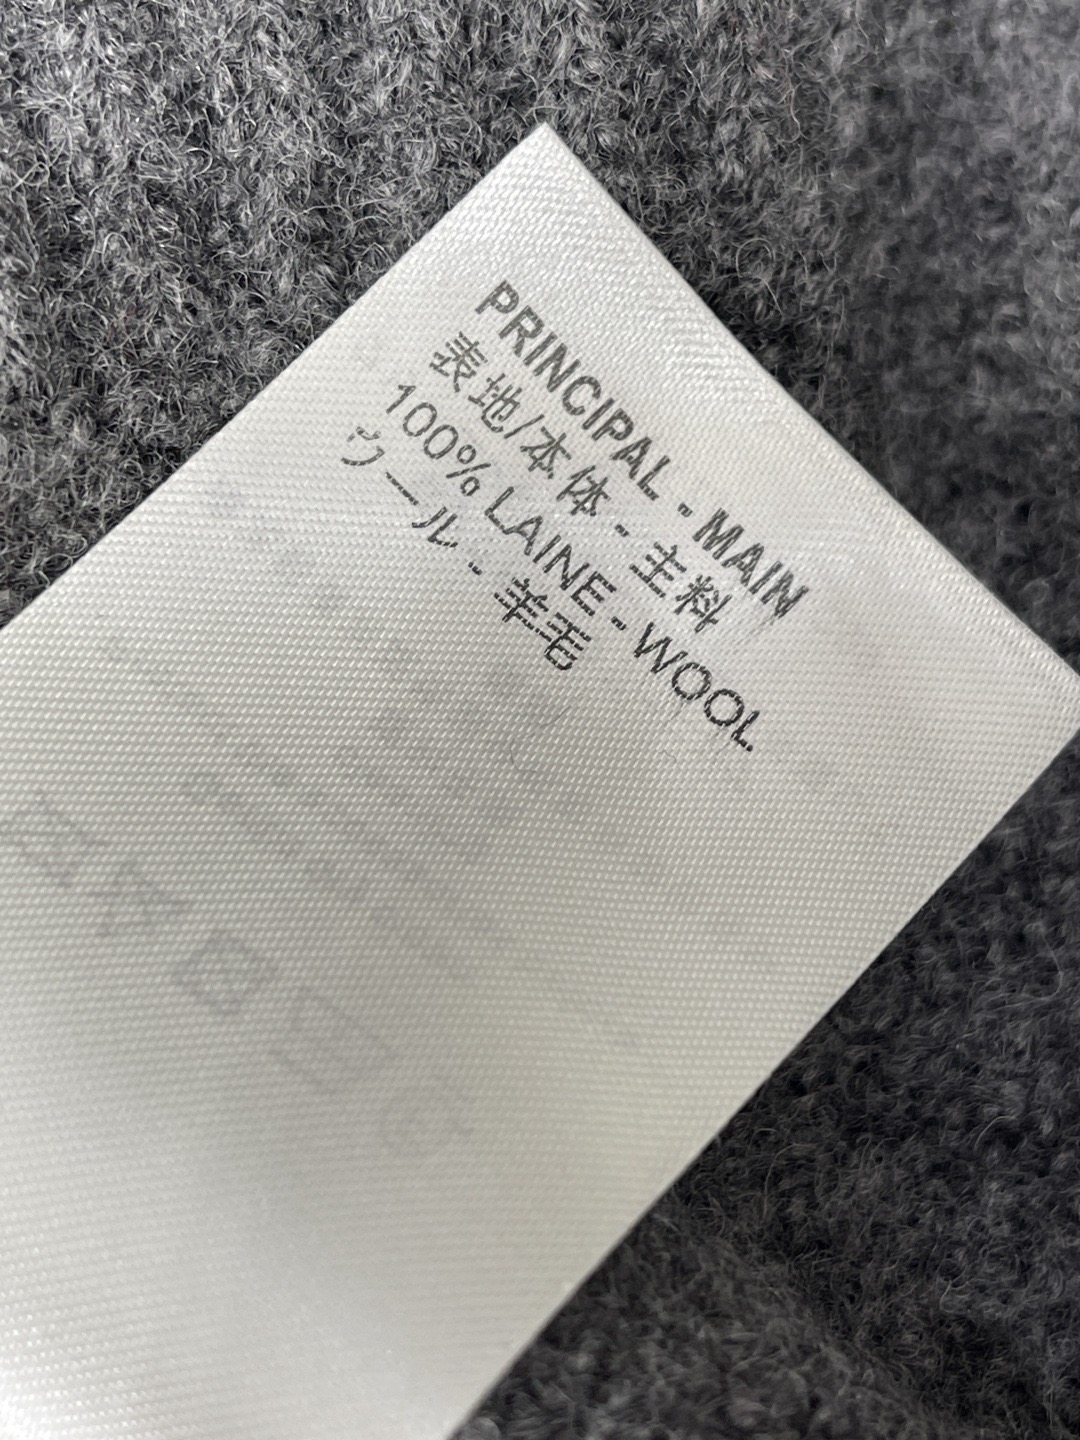 PRINCIPAL - MAIN
表地/本体 - 主料
100% LAINE - WOOL
ウール - 羊毛